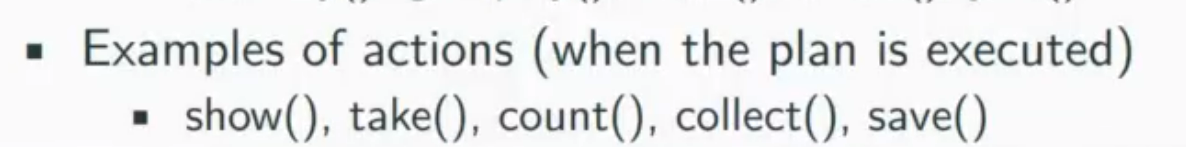 ▪ Examples of actions (when the plan is executed)
▪ show(), take(), count(), collect(), save()